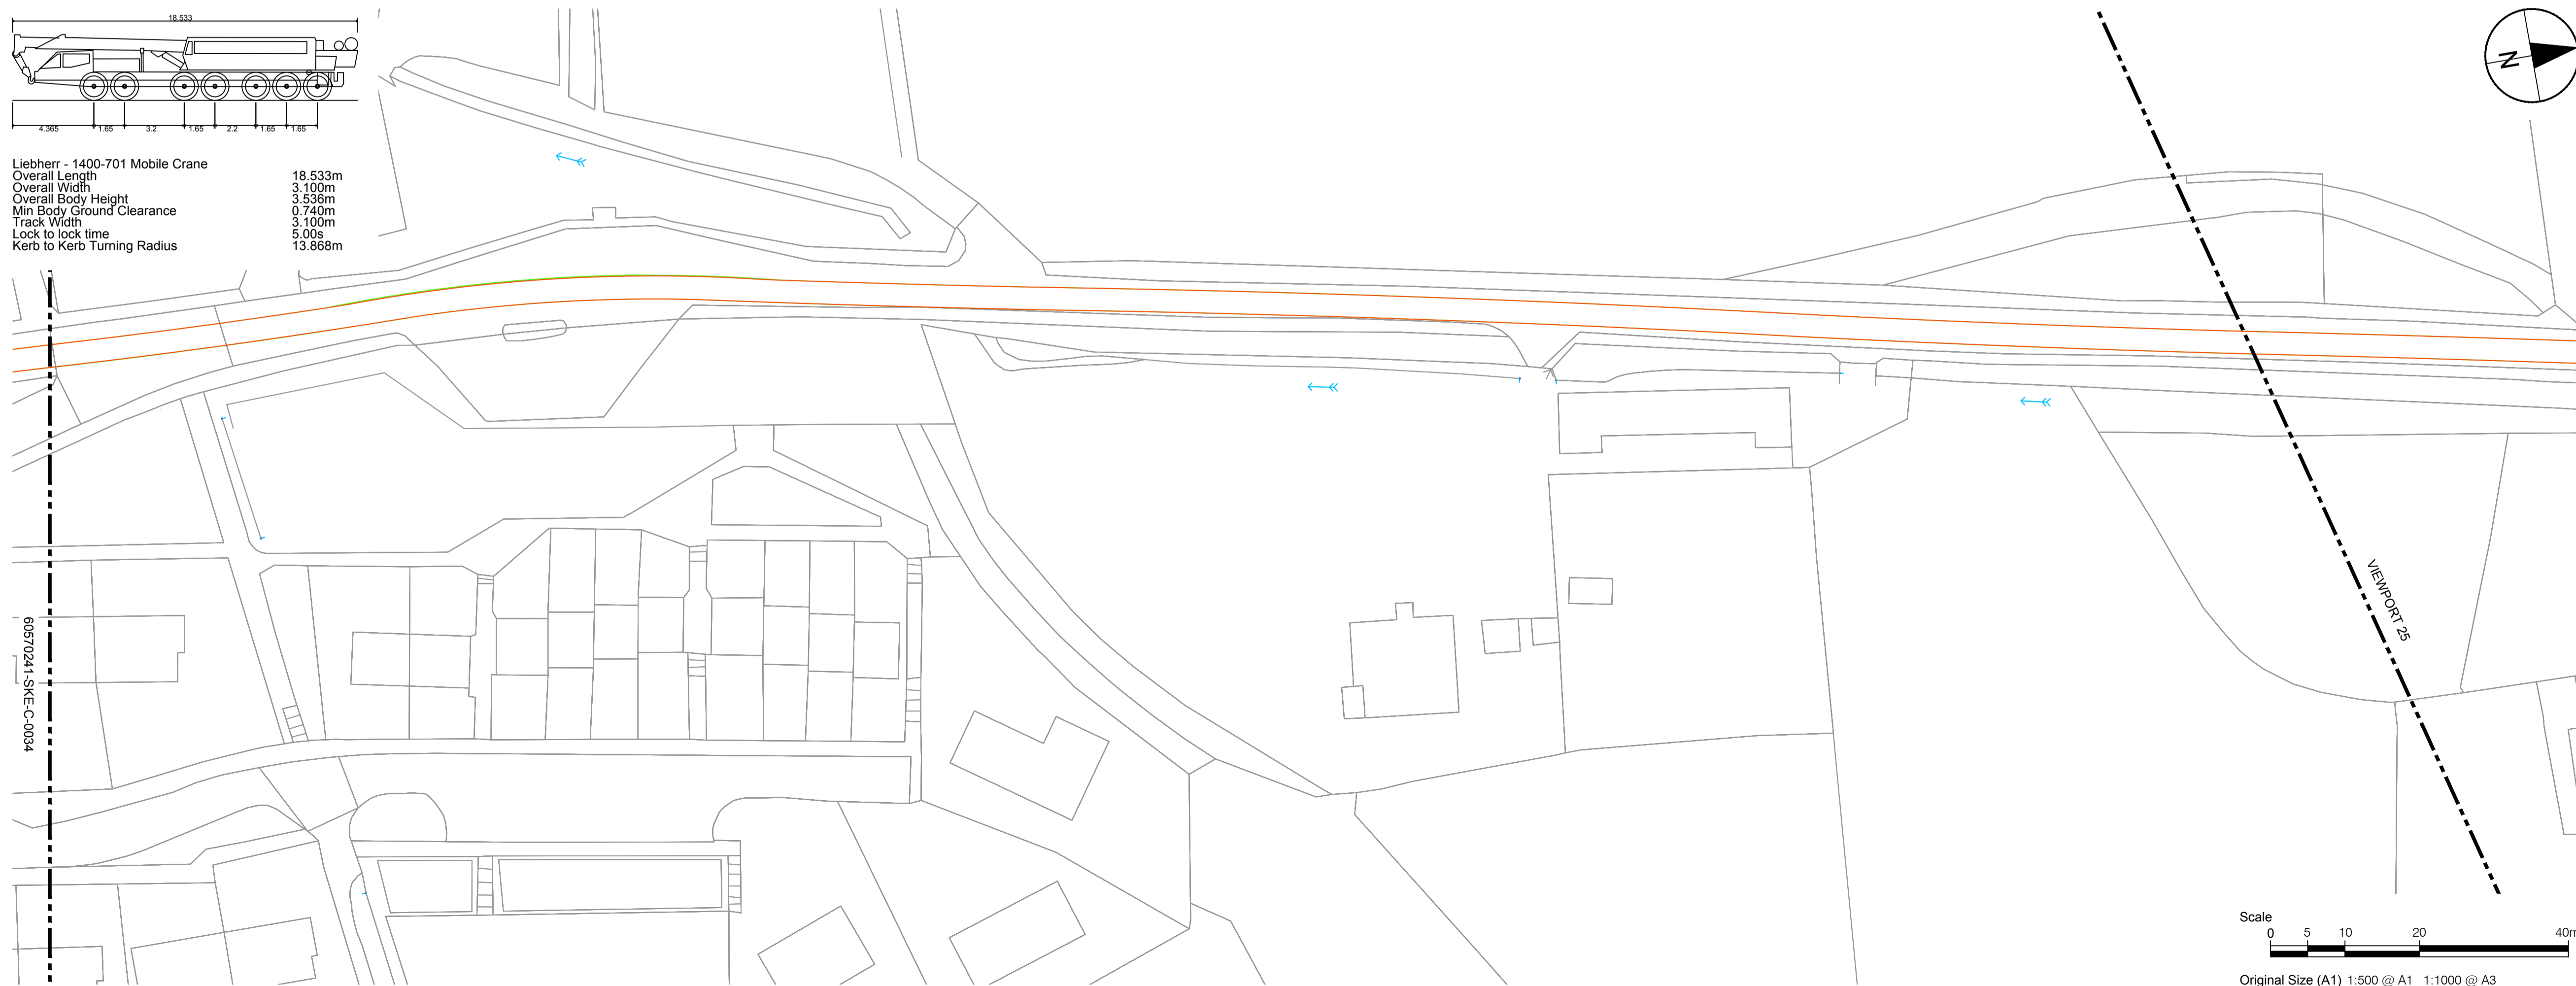 18.533
4.365 1.65 3.2 1.65 2.2 1.65 1.65
Liebherr - 1400-701 Mobile Crane
Overall Length 18.533m
Overall Width 3.100m
Overall Body Height 3.536m
Min Body Ground Clearance 0.740m
Track Width 3.100m
Lock to lock time 5.00s
Kerb to Kerb Turning Radius 13.868m
N
60570241-SKE-C-0034
VIEWPORT 25
Scale
0 5 10 20 40m
Original Size (A1) 1:500 @ A1 1:1000 @ A3